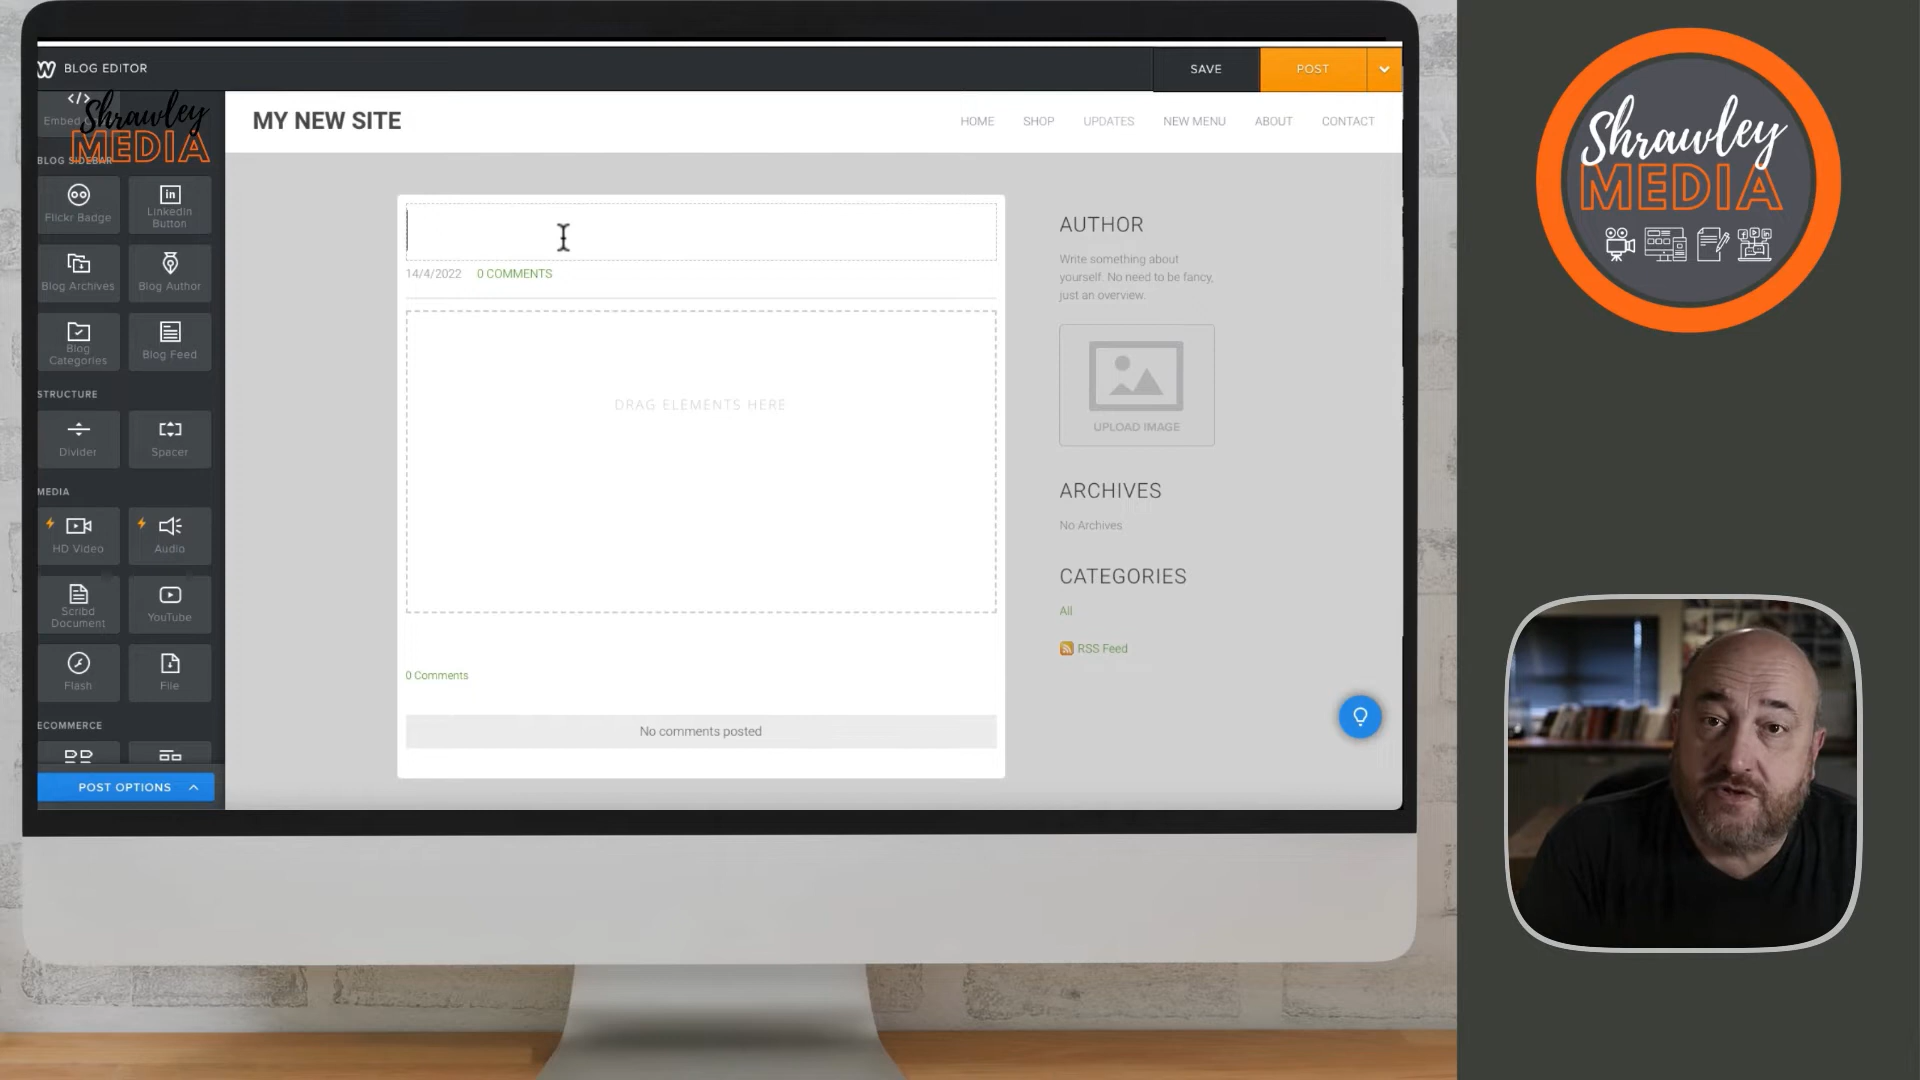 BLOG EDITOR
SAVE
POST
Embed
Shrawley
MEDIA
BLOG SIDEBAR
Flickr Badge
LinkedIn
Button
Blog Archives
Blog Author
Blog
Categories
Blog Feed
STRUCTURE
Divider
Spacer
MEDIA
HD Video
Audio
Scribd
Document
YouTube
Flash
File
ECOMMERCE
POST OPTIONS
MY NEW SITE
HOME
SHOP
UPDATES
NEW MENU
ABOUT
CONTACT
14/4/2022
0 COMMENTS
DRAG ELEMENTS HERE
0 Comments
No comments posted
AUTHOR
Write something about
yourself. No need to be fancy,
just an overview.
UPLOAD IMAGE
ARCHIVES
No Archives
CATEGORIES
All
RSS Feed
Shrawley
MEDIA